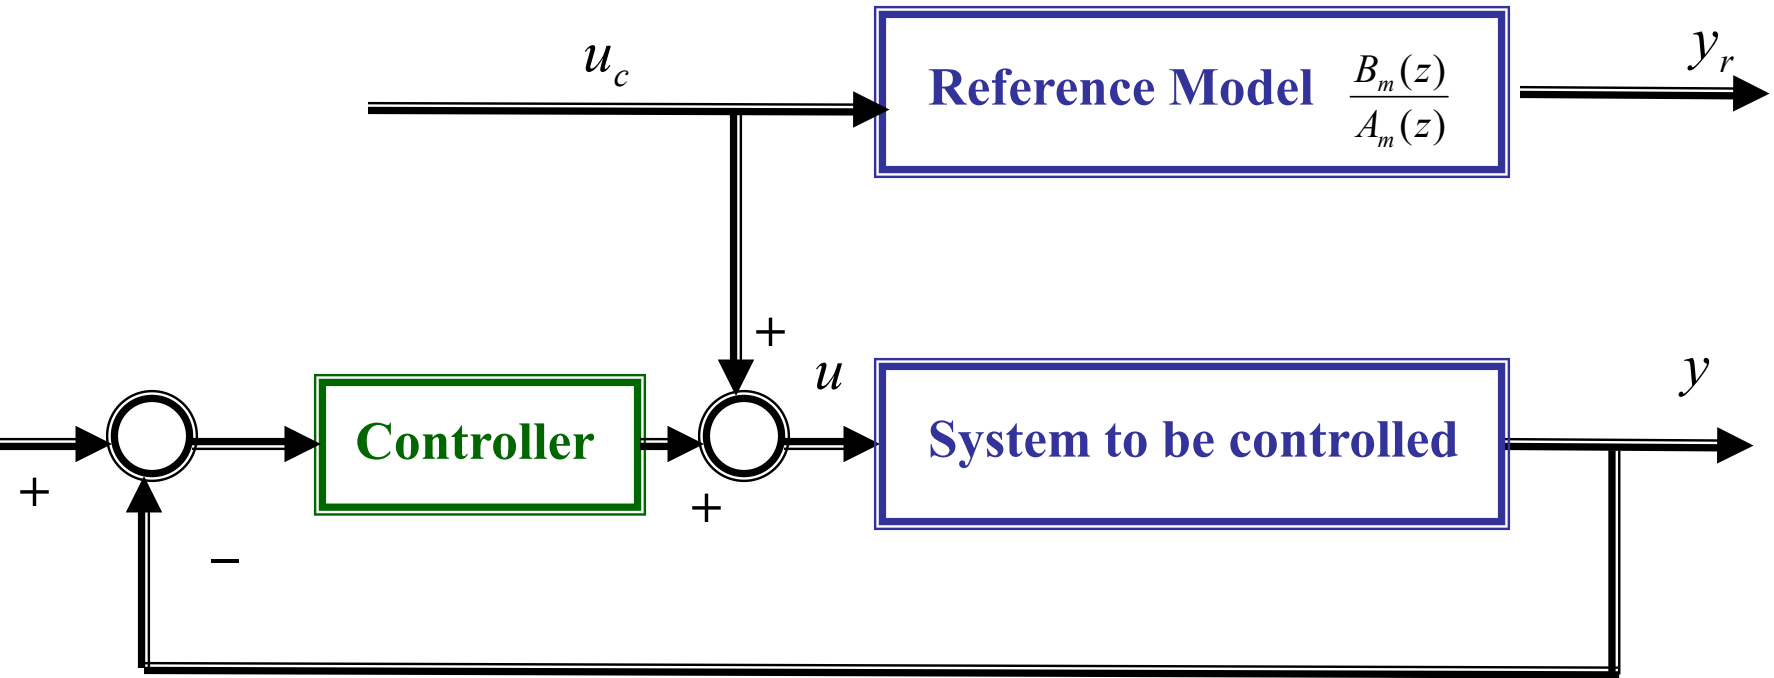 u_c
Reference Model B_m(z)/A_m(z)
y_r
+
u
y
Controller
System to be controlled
+
+
−